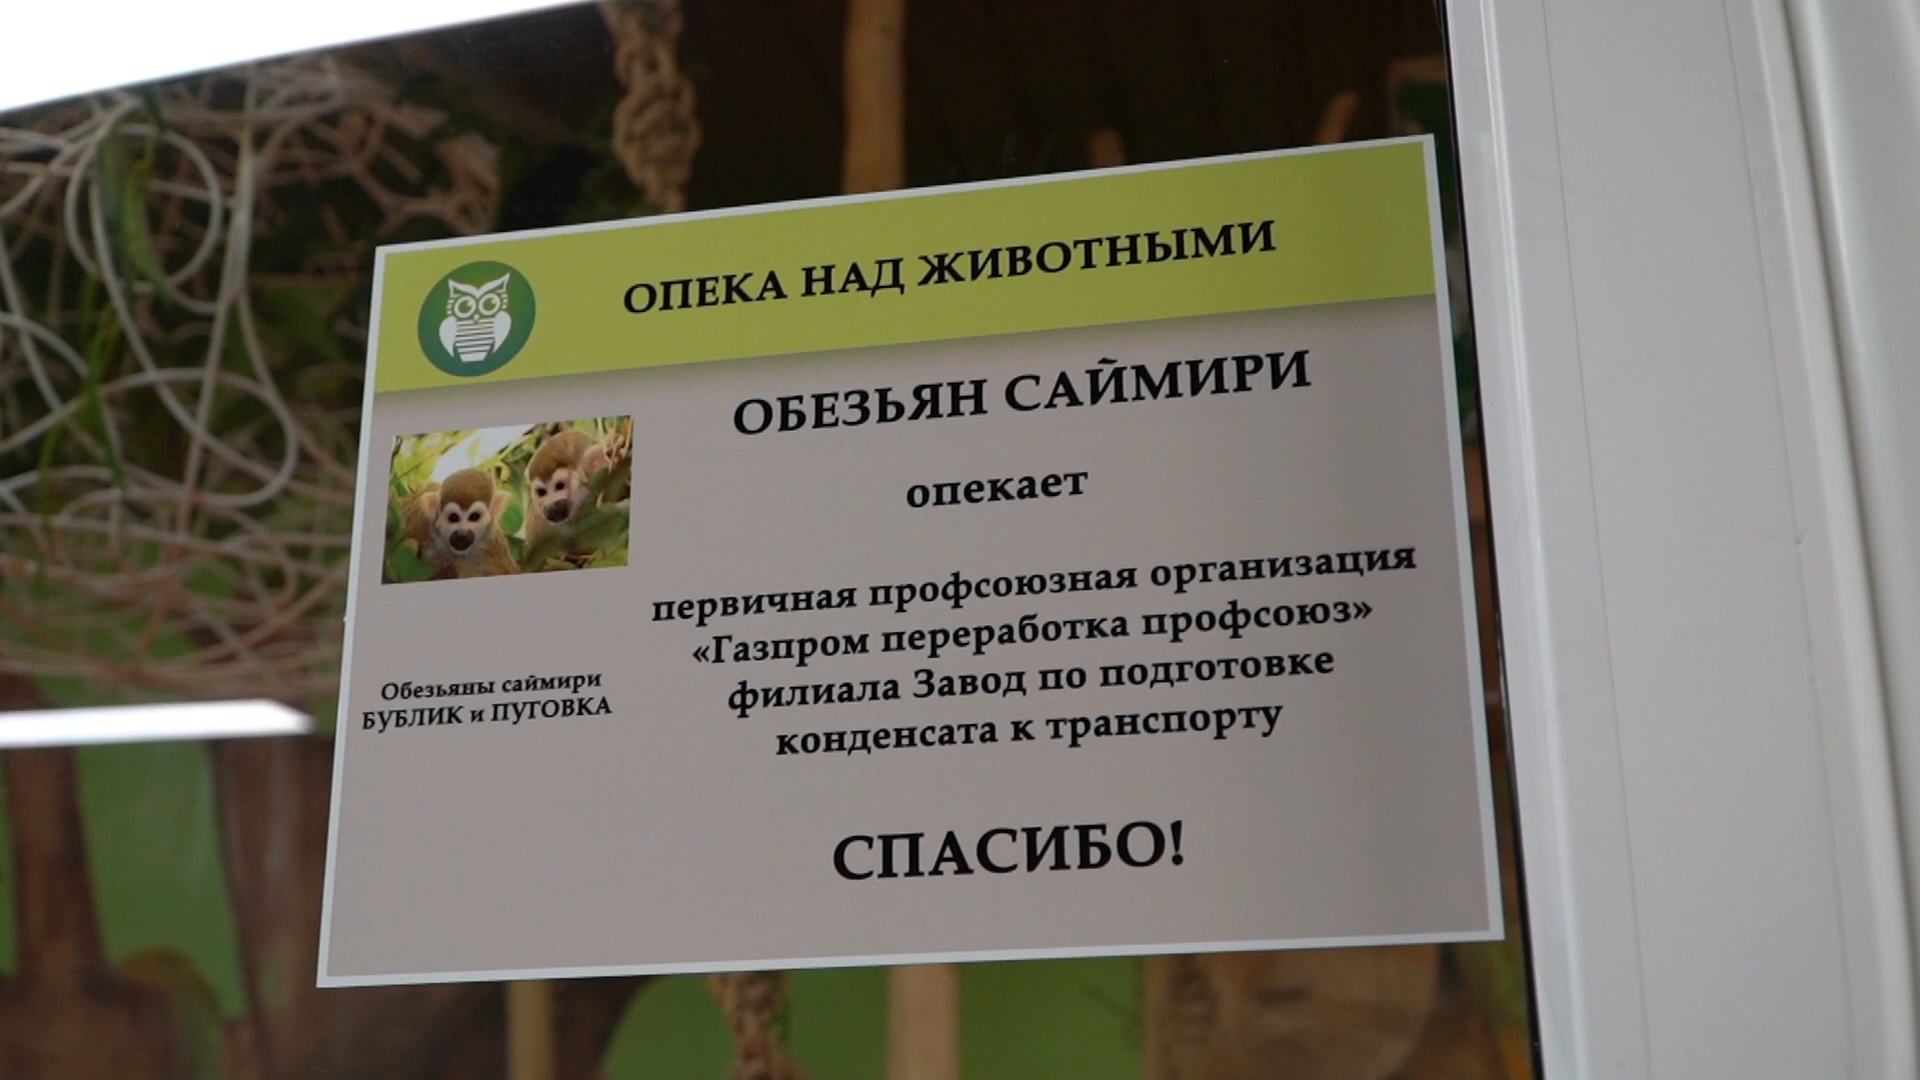 ОПЕКА НАД ЖИВОТНЫМИ
ОБЕЗЬЯН САЙМИРИ
опекает
первичная профсоюзная организация
«Газпром переработка профсоюз»
филиала Завод по подготовке
конденсата к транспорту
Обезьяны саймири
БУБЛИК и ПУГОВКА
СПАСИБО!